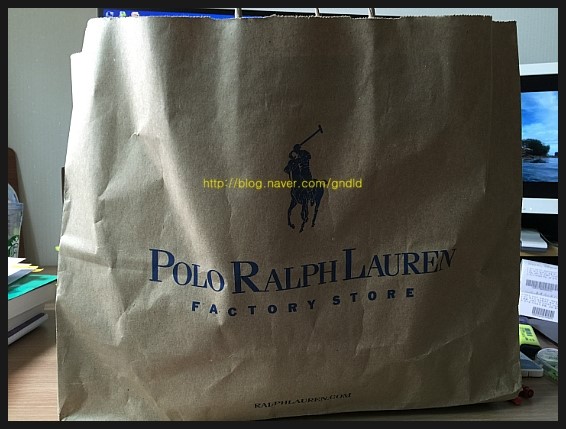 http://blog.naver.com/gndld
POLO RALPH LAUREN
FACTORY STORE
RALPHLAUREN.COM